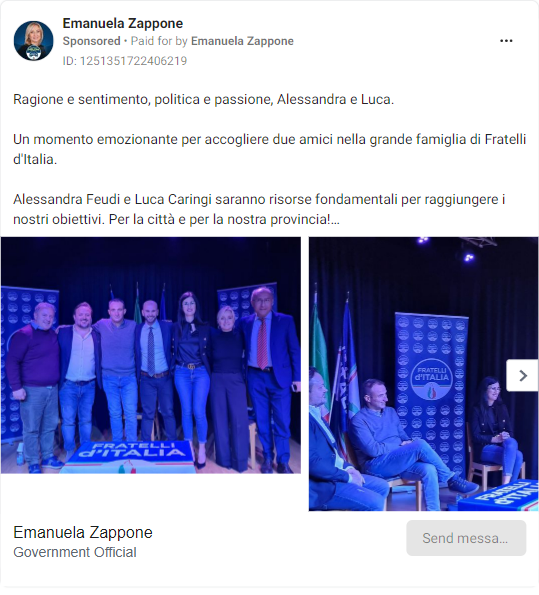 Emanuela Zappone
Sponsored • Paid for by Emanuela Zappone
ID: 1251351722406219
Ragione e sentimento, politica e passione, Alessandra e Luca.
Un momento emozionante per accogliere due amici nella grande famiglia di Fratelli
d'Italia.
Alessandra Feudi e Luca Caringi saranno risorse fondamentali per raggiungere i
nostri obiettivi. Per la città e per la nostra provincia!...
FRATELLI
d'ITALIA
FRATELLI
d'ITALIA
FRATELLI
d'ITALIA
Emanuela Zappone
Government Official
Send messa...